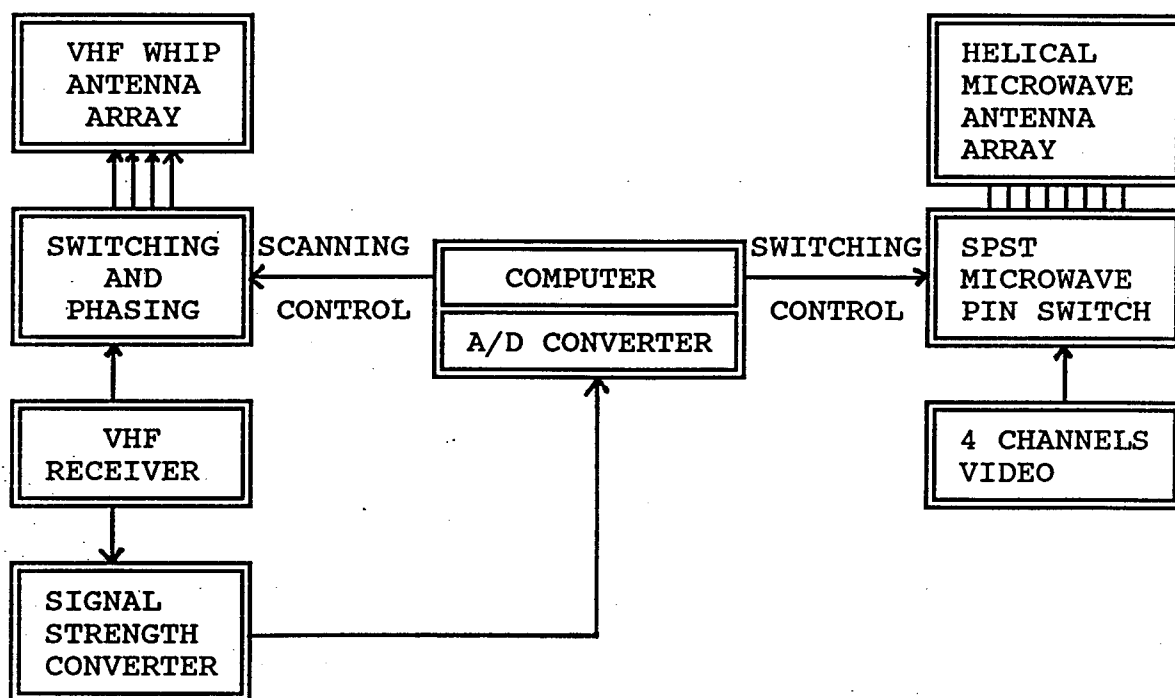 VHF WHIP
ANTENNA
ARRAY
HELICAL
MICROWAVE
ANTENNA
ARRAY
SWITCHING
AND
PHASING
SCANNING
CONTROL
COMPUTER
A/D CONVERTER
SWITCHING
CONTROL
SPST
MICROWAVE
PIN SWITCH
VHF
RECEIVER
4 CHANNELS
VIDEO
SIGNAL
STRENGTH
CONVERTER